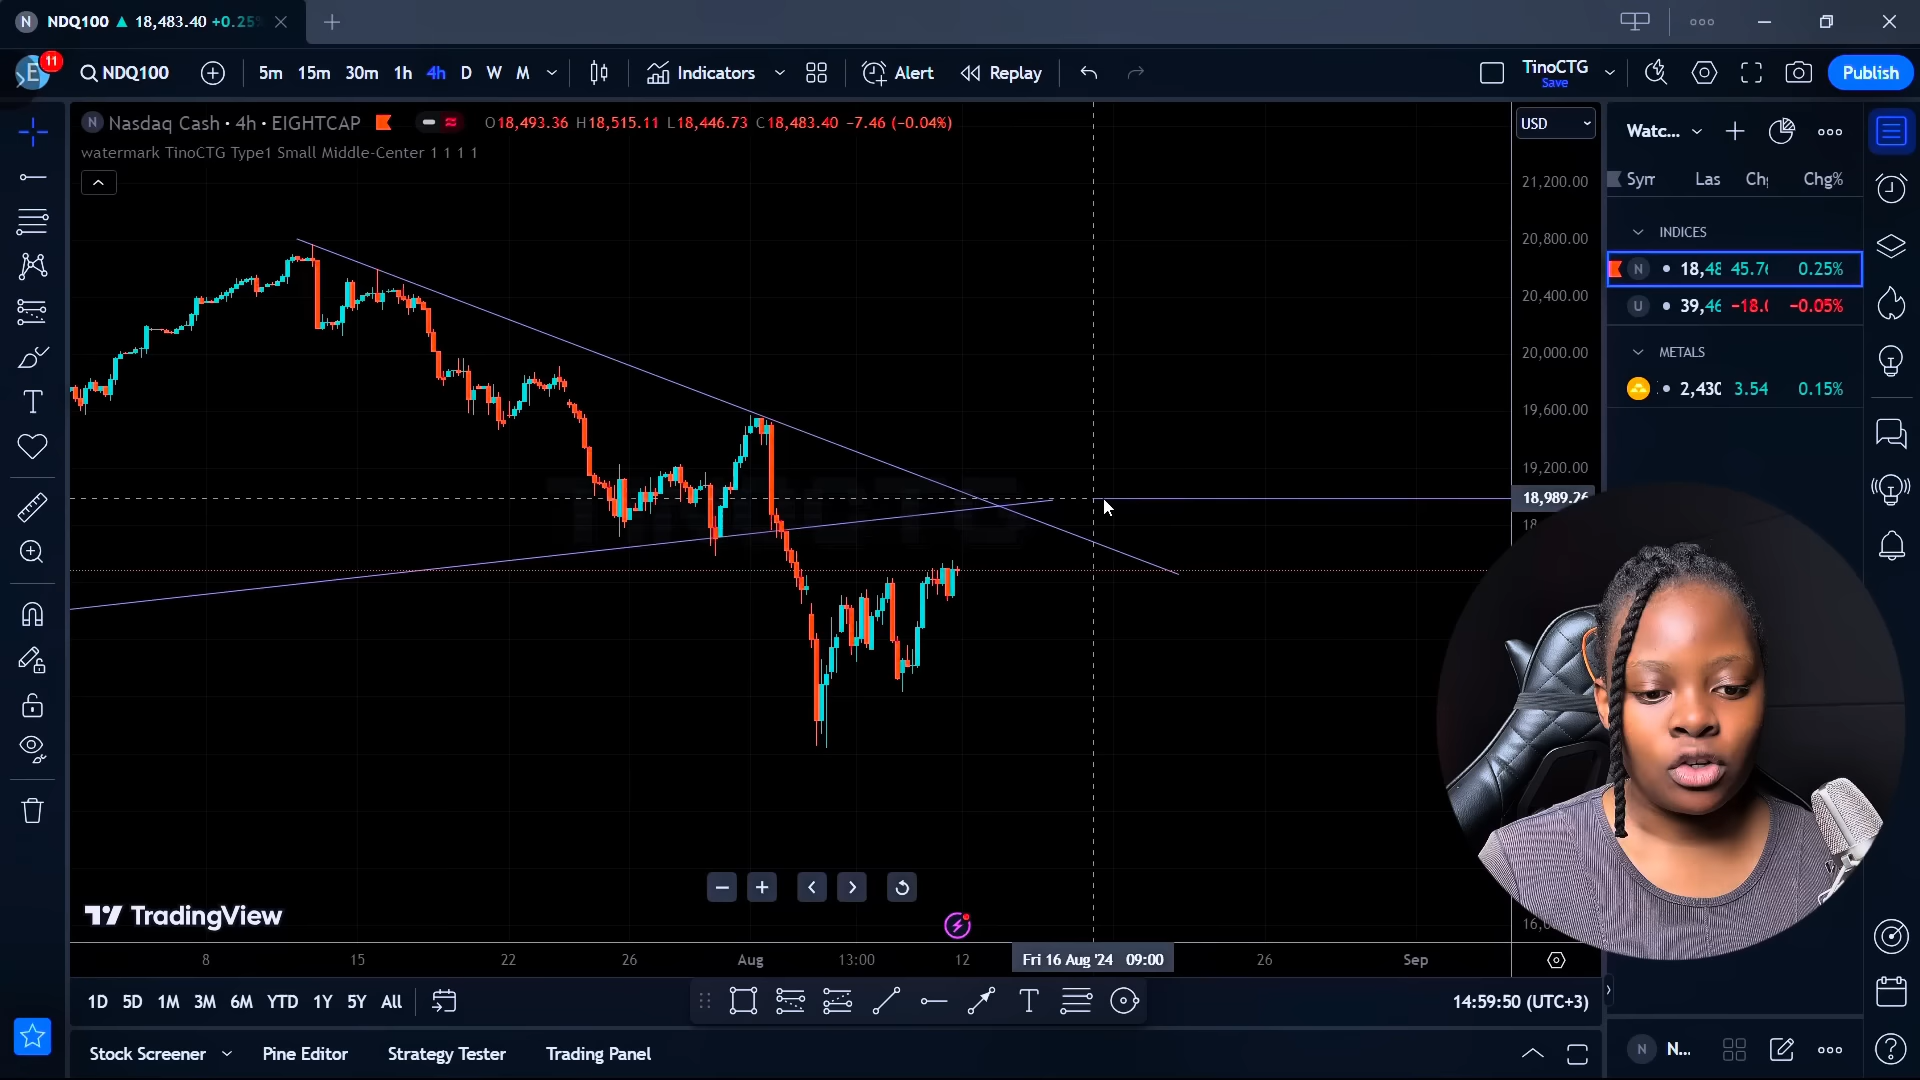 N NDQ100 ▲ 18,483.40 +0.25
E 11 NDQ100 5m 15m 30m 1h 4h D W M Indicators Alert Replay TinoCTG Save Publish
N Nasdaq Cash • 4h • EIGHTCAP O18,493.36 H18,515.11 L18,446.73 C18,483.40 −7.46 (−0.04%)
watermark TinoCTG Type1 Small Middle-Center 1 1 1 1
USD
Watc...
Sym Las Chg Chg%
21,200.00
20,800.00
20,400.00
20,000.00
19,600.00
19,200.00
18,989.26
INDICES
N 18,48 45.76 0.25%
U 39,46 −18.0 −0.05%
METALS
2,430 3.54 0.15%
TradingView
8 15 22 26 Aug 13:00 12 Fri 16 Aug '24 09:00 26 Sep
1D 5D 1M 3M 6M YTD 1Y 5Y All
T
14:59:50 (UTC+3)
Stock Screener Pine Editor Strategy Tester Trading Panel
N N...